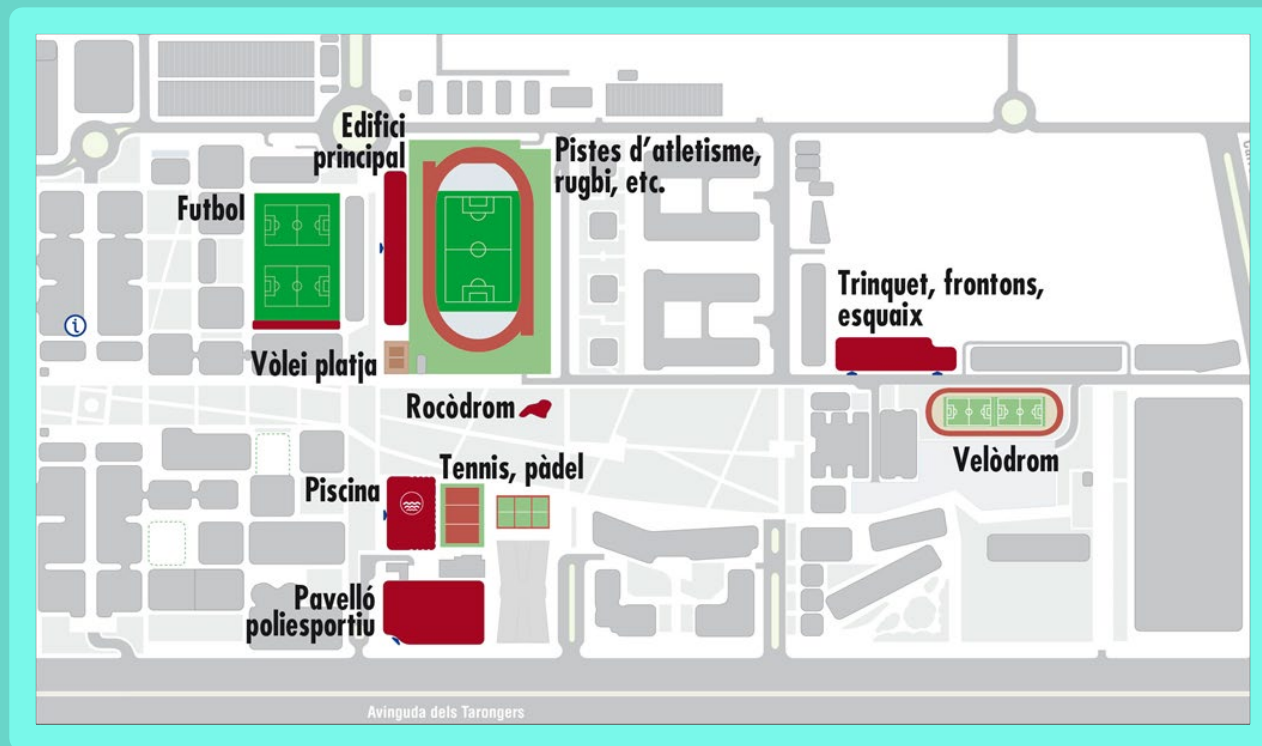 Edifici
principal
Pistes d'atletisme,
rugbi, etc.
Futbol
Trinquet, frontons,
esquaix
Vòlei platja
Rocòdrom
Velòdrom
Tennis, pàdel
Piscina
Pavelló
poliesportiu
Avinguda dels Tarongers